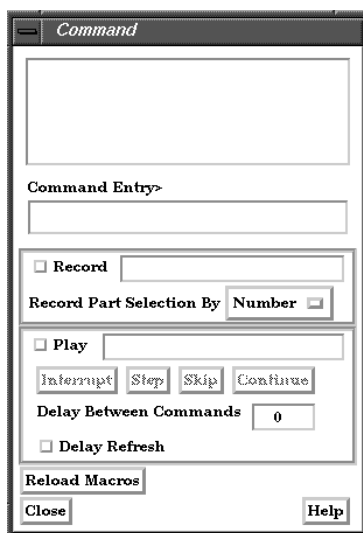 Command
Command Entry>
Record
Record Part Selection By Number
Play
Interrupt Step Skip Continue
Delay Between Commands 0
Delay Refresh
Reload Macros
Close Help